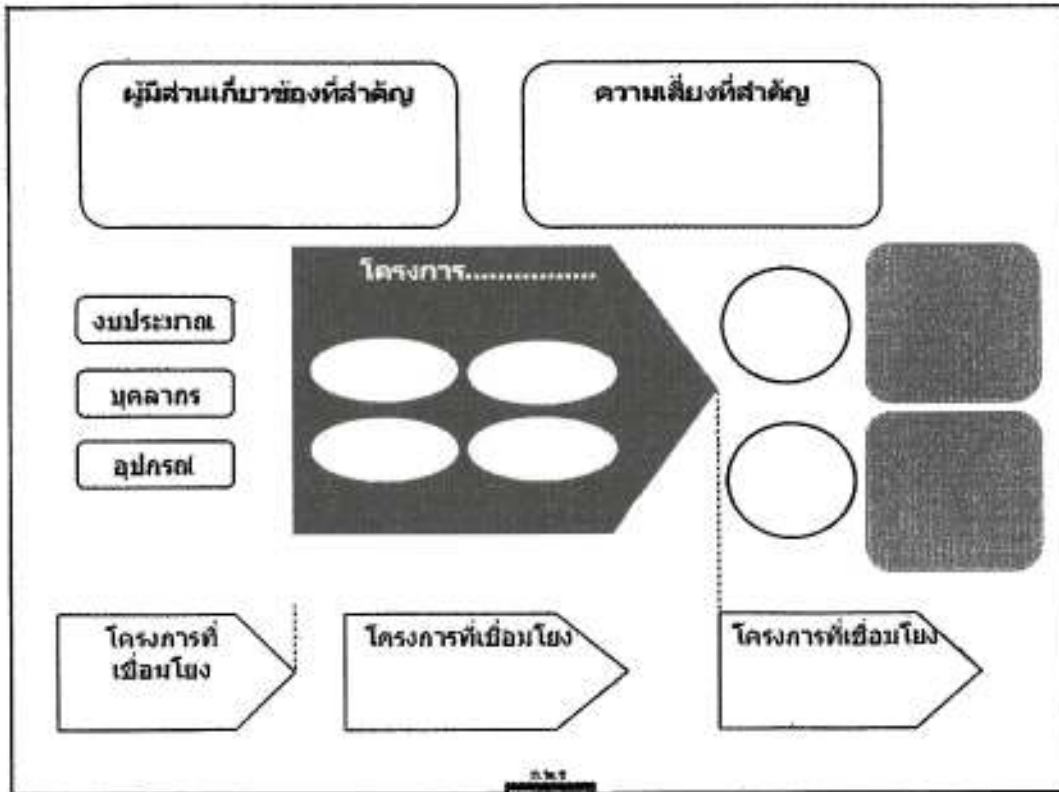 ผู้มีส่วนเกี่ยวข้องที่สำคัญ
ความเสี่ยงที่สำคัญ
โครงการ.................
งบประมาณ
บุคลากร
อุปกรณ์
โครงการที่
เชื่อมโยง
โครงการที่เชื่อมโยง
โครงการที่เชื่อมโยง